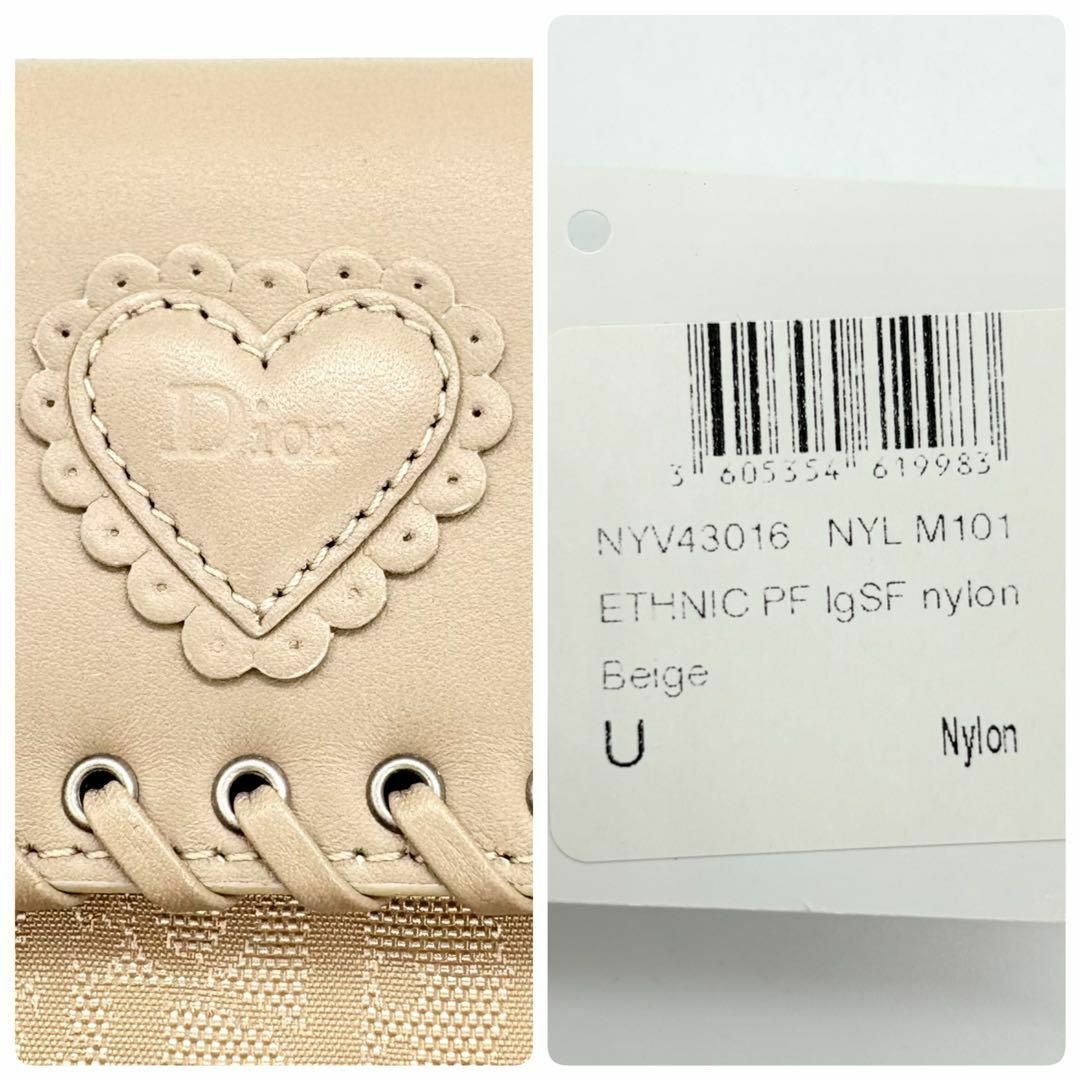 Dior
3 605354 619983
NYV43016 NYL M101
ETHNIC PF lgSF nylon
Beige
U Nylon